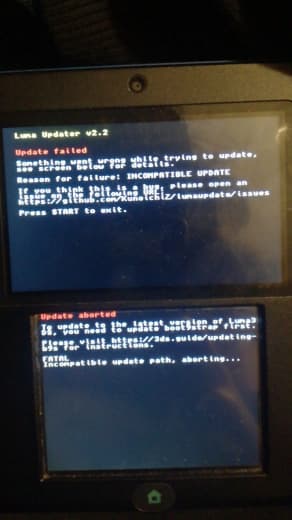 Luma Updater v2.2
Update failed
Something went wrong while trying to update,
see screen below for details.
Reason for failure: INCOMPATIBLE UPDATE
If you think this is a bug, please open an
issue on the following URL:
https://github.com/Kunoichiz/lumaupdate/issues
Press START to exit.
Update aborted
To update to the latest version of Luma3
DS, you need to update boot9strap first.
Please visit https://3ds.guide/updating-
b9s for instructions.
FATAL
Incompatible update path, aborting...